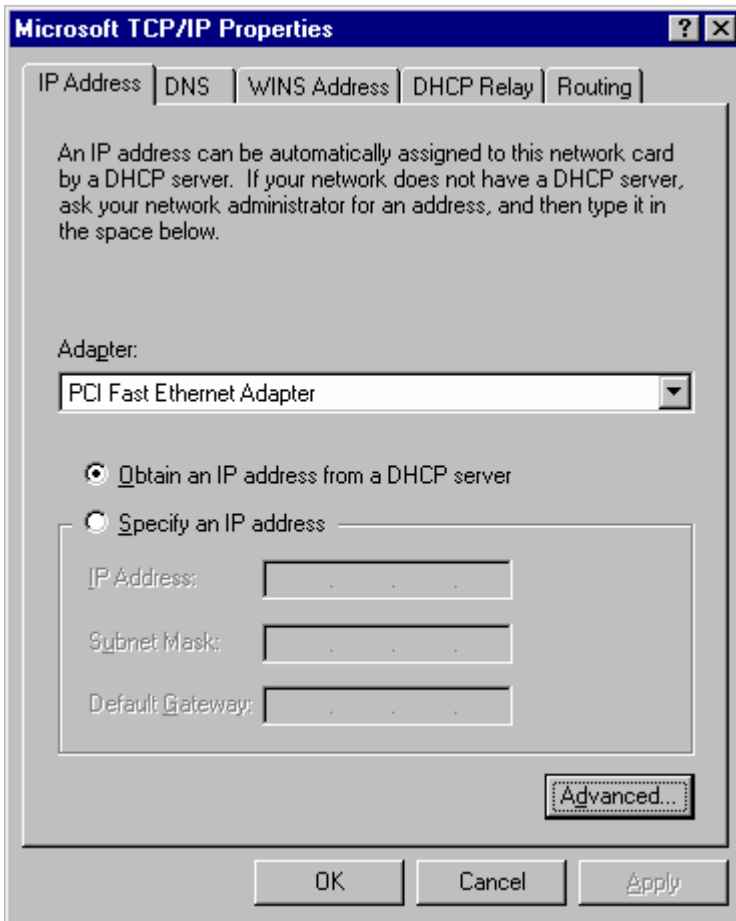 Microsoft TCP/IP Properties
IP Address DNS WINS Address DHCP Relay Routing
An IP address can be automatically assigned to this network card
by a DHCP server. If your network does not have a DHCP server,
ask your network administrator for an address, and then type it in
the space below.
Adapter:
PCI Fast Ethernet Adapter
Obtain an IP address from a DHCP server
Specify an IP address
IP Address:
Subnet Mask:
Default Gateway:
Advanced...
OK Cancel Apply